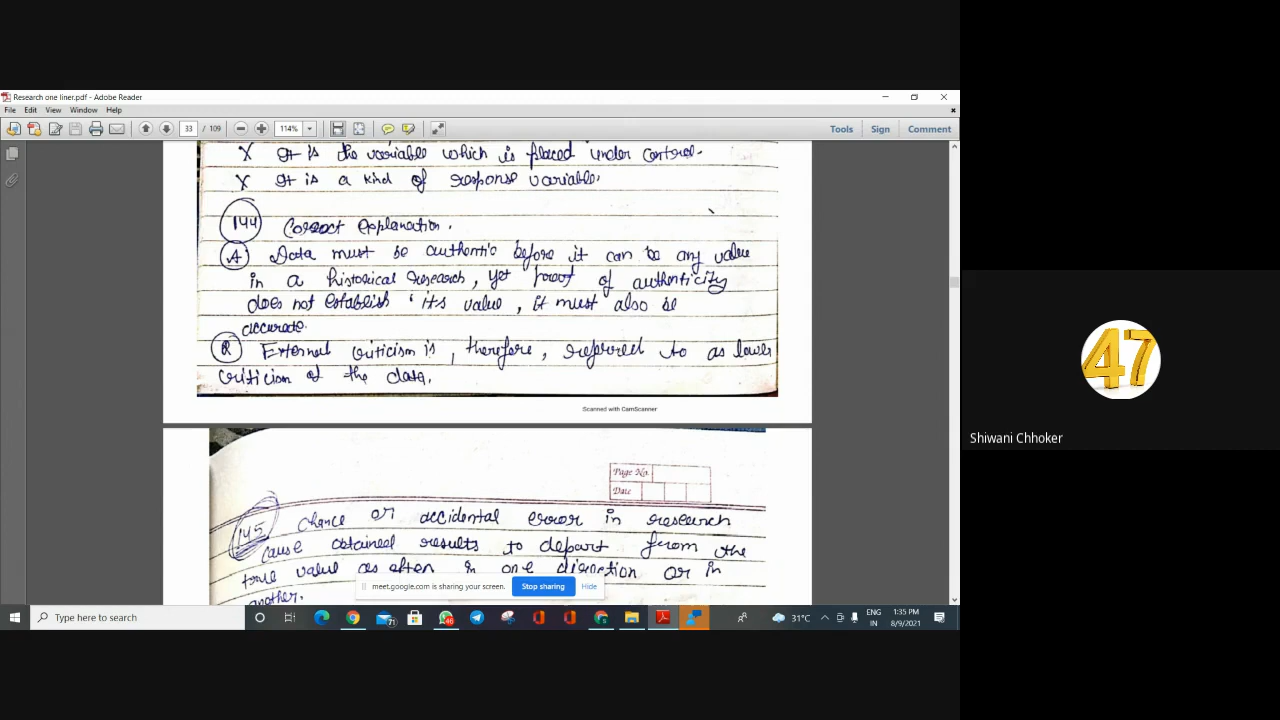 Research one liner.pdf - Adobe Reader
File Edit View Window Help
33 / 109 114% Tools Sign Comment
X It is the variable which is placed under control.
X It is a kind of response variable.
144 Correct explanation.
A Data must be authentic before it can be any value
in a historical research, yet proof of authenticity
does not establish its value, it must also be
accurate.
R External criticism is, therefore, referred to as lower
criticism of the data.
Scanned with CamScanner
Page No.
Date
145 Chance or accidental error in research
cause obtained results to depart from the
true value as often in one direction or in
another.
meet.google.com is sharing your screen. Stop sharing Hide
47
Shiwani Chhoker
Type here to search
71
31°C
ENG
IN
1:35 PM
8/9/2021